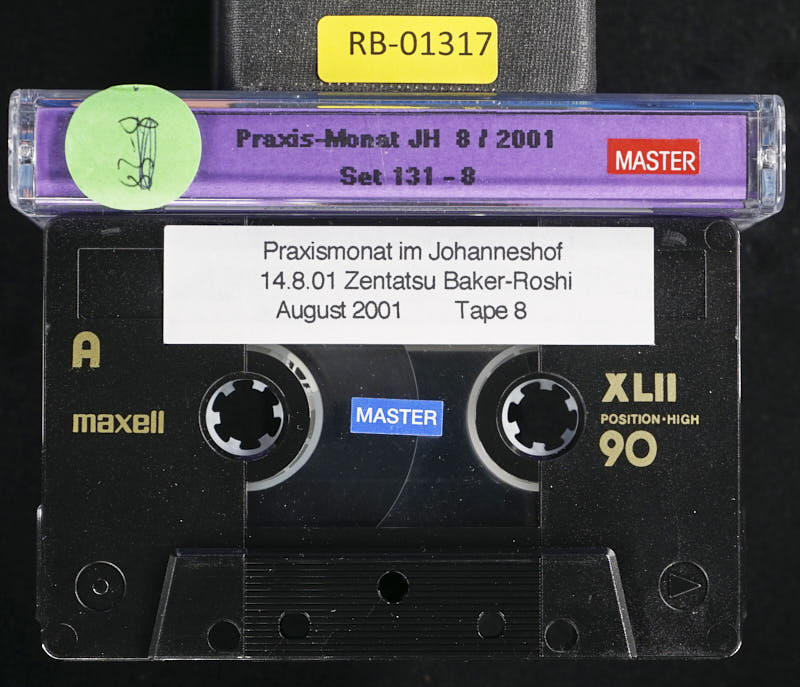 RB-01317
Praxis-Monat JH 8 / 2001
Set 131 - 8
MASTER
Praxismonat im Johanneshof
14.8.01 Zentatsu Baker-Roshi
August 2001 Tape 8
A
maxell
MASTER
XLII
POSITION·HIGH
90